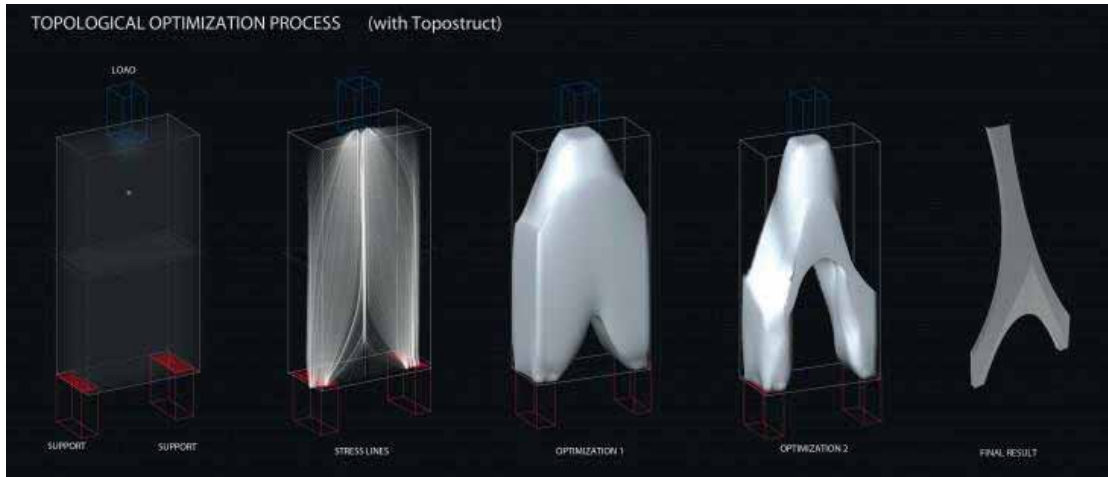 TOPOLOGICAL OPTIMIZATION PROCESS (with Topostruct)
LOAD
SUPPORT
SUPPORT
STRESS LINES
OPTIMIZATION 1
OPTIMIZATION 2
FINAL RESULT